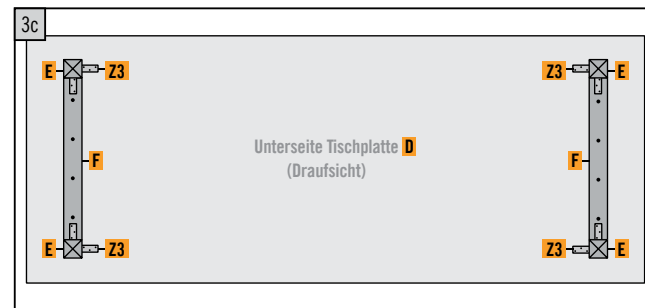 3c
E Z3 Z3 E
Unterseite Tischplatte D
F F
(Draufsicht)
E Z3 Z3 E